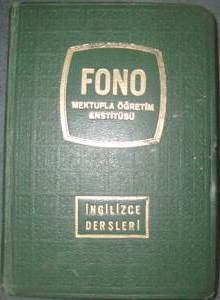 FONO
MEKTUPLA ÖĞRETİM
ENSTİTÜSÜ
İNGİLİZCE
DERSLERİ